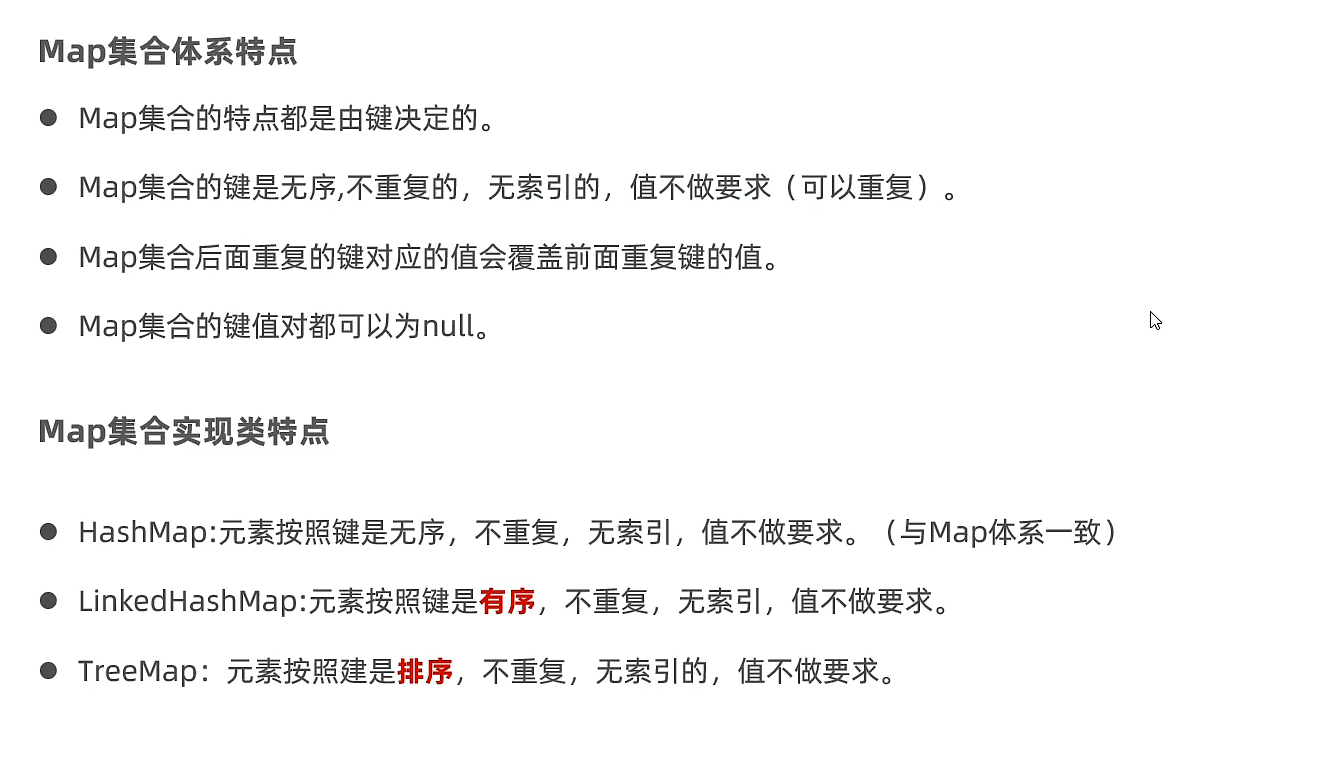 Map集合体系特点
● Map集合的特点都是由键决定的。
● Map集合的键是无序,不重复的，无索引的，值不做要求（可以重复）。
● Map集合后面重复的键对应的值会覆盖前面重复键的值。
● Map集合的键值对都可以为null。
Map集合实现类特点
● HashMap:元素按照键是无序，不重复，无索引，值不做要求。（与Map体系一致）
● LinkedHashMap:元素按照键是有序，不重复，无索引，值不做要求。
● TreeMap：元素按照建是排序，不重复，无索引的，值不做要求。